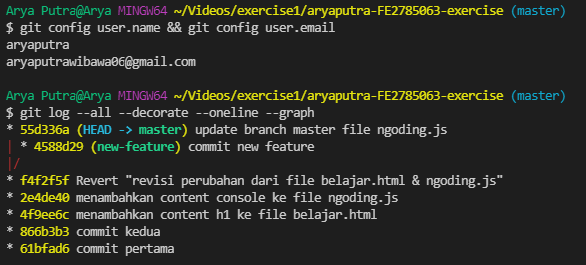 Arya Putra@Arya MINGW64 ~/Videos/exercise1/aryaputra-FE2785063-exercise (master)
$ git config user.name && git config user.email
aryaputra
aryaputrawibawa06@gmail.com

Arya Putra@Arya MINGW64 ~/Videos/exercise1/aryaputra-FE2785063-exercise (master)
$ git log --all --decorate --oneline --graph
* 55d336a (HEAD -> master) update branch master file ngoding.js
| * 4588d29 (new-feature) commit new feature
|/
* f4f2f5f Revert "revisi perubahan dari file belajar.html & ngoding.js"
* 2e4de40 menambahkan content console ke file ngoding.js
* 4f9ee6c menambahkan content h1 ke file belajar.html
* 866b3b3 commit kedua
* 61bfad6 commit pertama